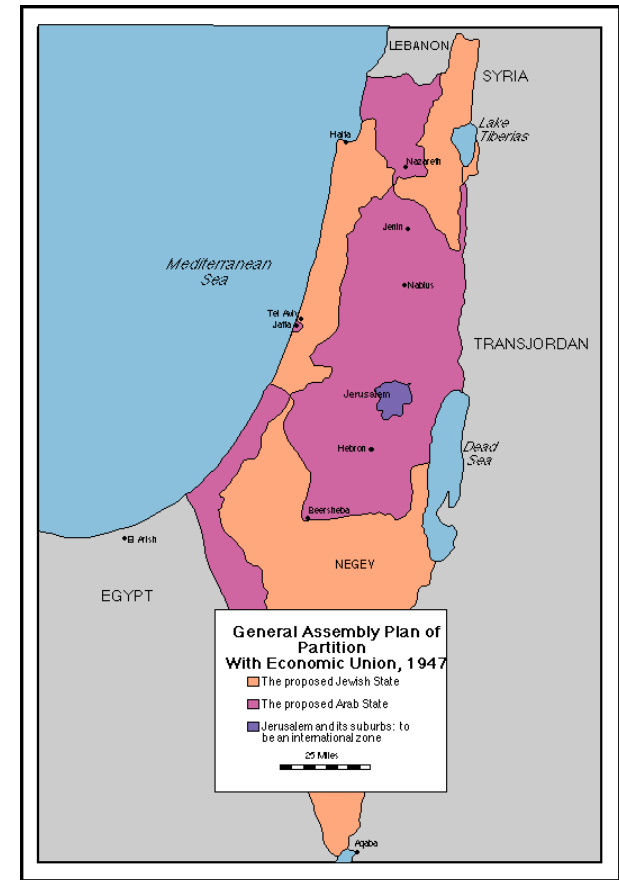 LEBANON
SYRIA
Lake
Tiberias
Haifa
Nazareth
Jenin
Mediterranean
Sea
Nablus
Tel Aviv
Jaffa
TRANSJORDAN
Jerusalem
Hebron
Dead
Sea
Beersheba
El Arish
NEGEV
EGYPT
General Assembly Plan of
Partition
With Economic Union, 1947
The proposed Jewish State
The proposed Arab State
Jerusalem and its suburbs: to
be an international zone
25 Miles
Aqaba